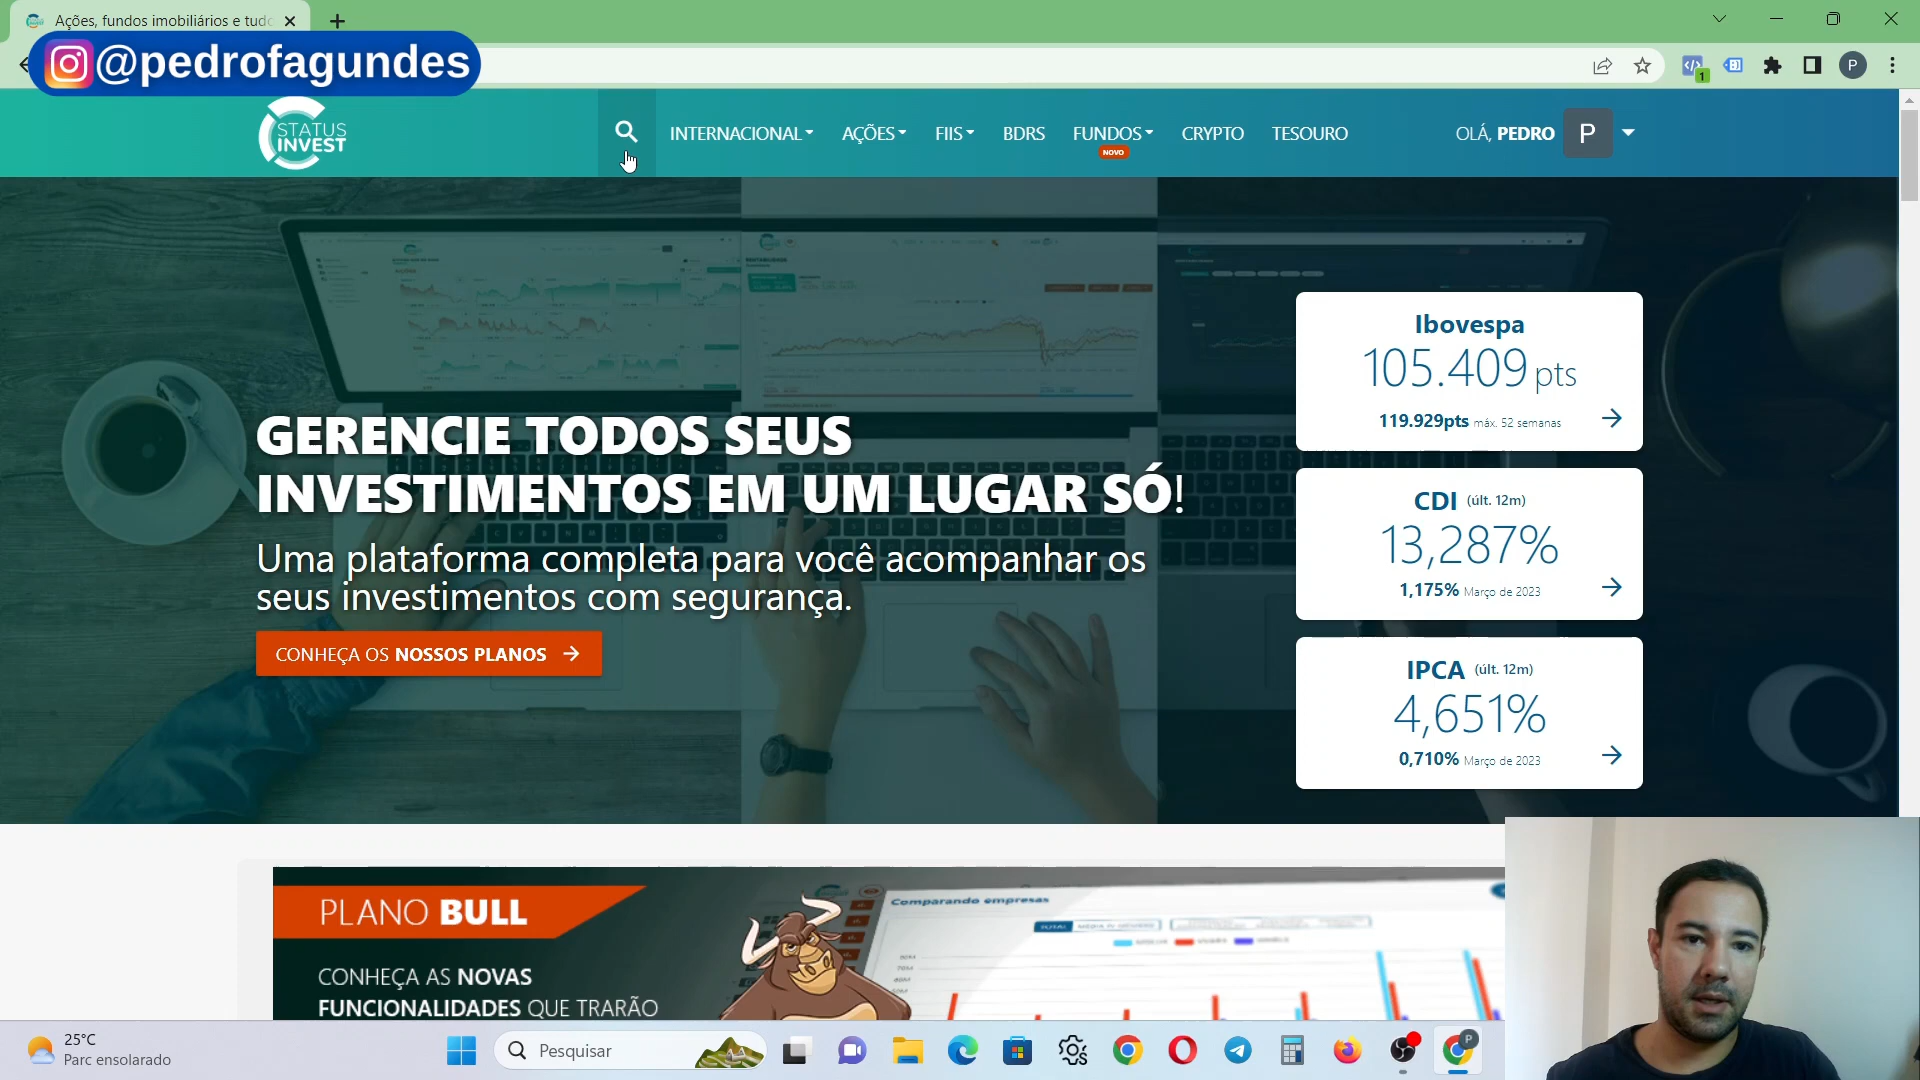 Ações, fundos imobiliários e tudo
@pedrofagundes
1
STATUS
INVEST
INTERNACIONAL
AÇÕES
FIIS
BDRS
FUNDOS
NOVO
CRYPTO
TESOURO
OLÁ, PEDRO
P
P
GERENCIE TODOS SEUS
INVESTIMENTOS EM UM LUGAR SÓ!
Uma plataforma completa para você acompanhar os
seus investimentos com segurança.
CONHEÇA OS NOSSOS PLANOS
Ibovespa
105.409 pts
119.929pts máx. 52 semanas
CDI (últ. 12m)
13,287%
1,175% Março de 2023
IPCA (últ. 12m)
4,651%
0,710% Março de 2023
PLANO BULL
CONHEÇA AS NOVAS
FUNCIONALIDADES QUE TRARÃO
Comparando empresas
25°C
Parc ensolarado
Pesquisar
P